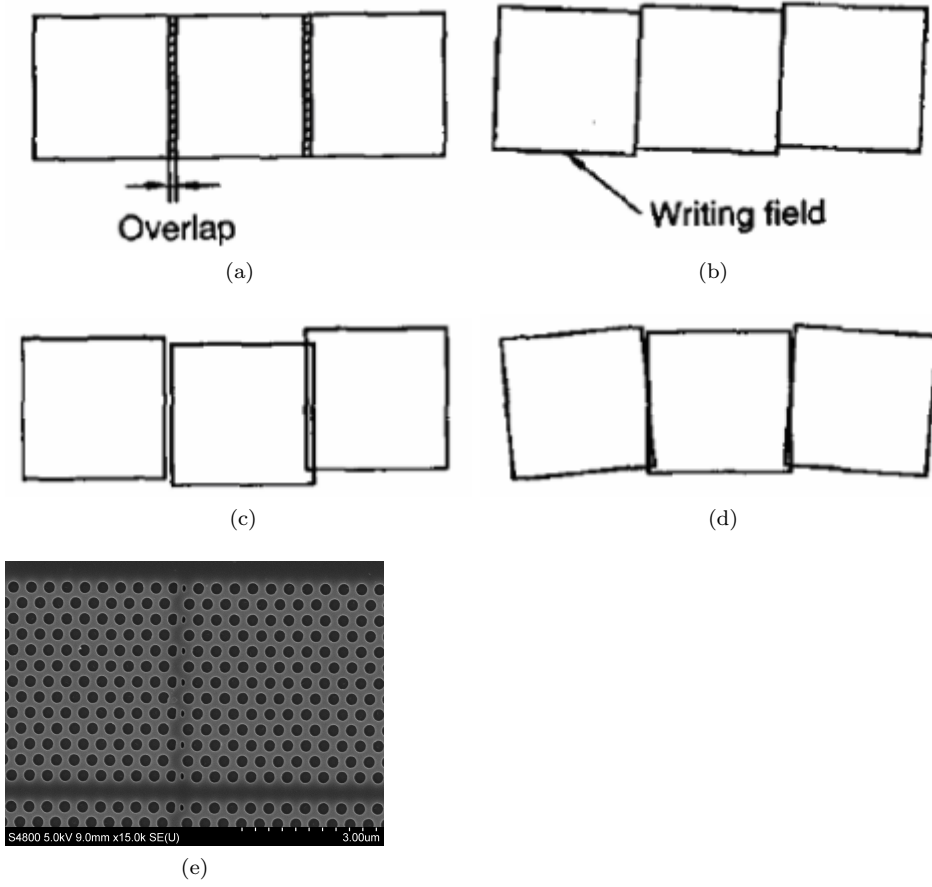 Overlap
Writing field
(a)
(b)
(c)
(d)
S4800 5.0kV 9.0mm x15.0k SE(U)
3.00um
(e)